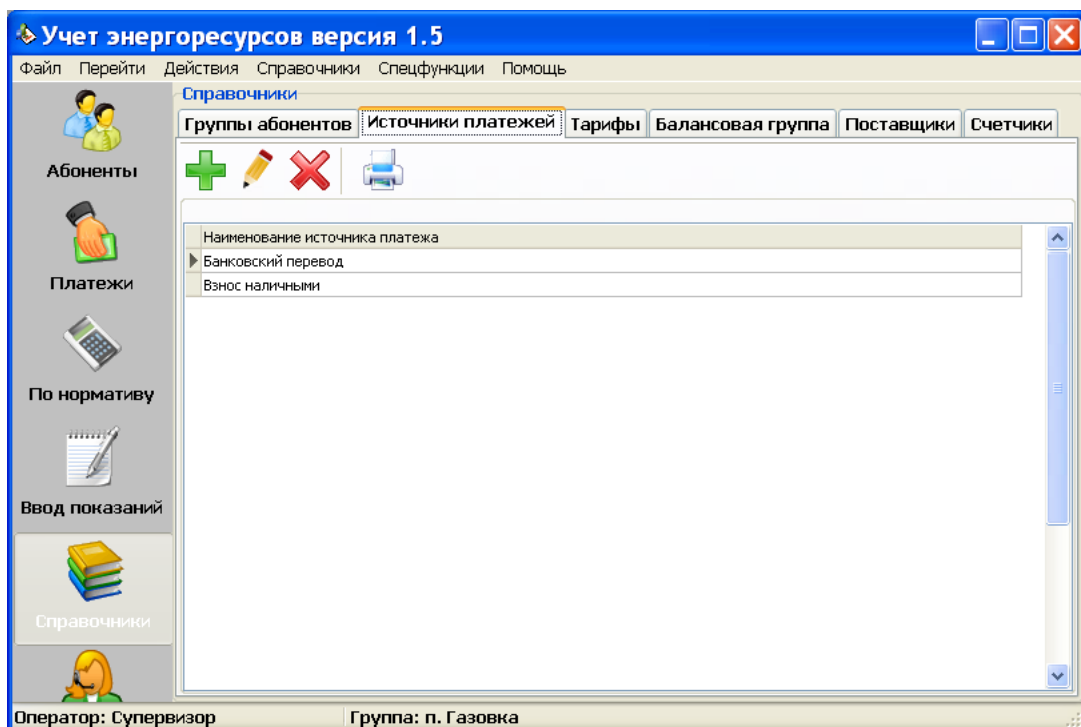 Учет энергоресурсов версия 1.5
Файл Перейти Действия Справочники Спецфункции Помощь
Справочники
Группы абонентов Источники платежей Тарифы Балансовая группа Поставщики Счетчики
Абоненты
Платежи
По нормативу
Ввод показаний
Справочники
Наименование источника платежа
Банковский перевод
Взнос наличными
Оператор: Супервизор Группа: п. Газовка